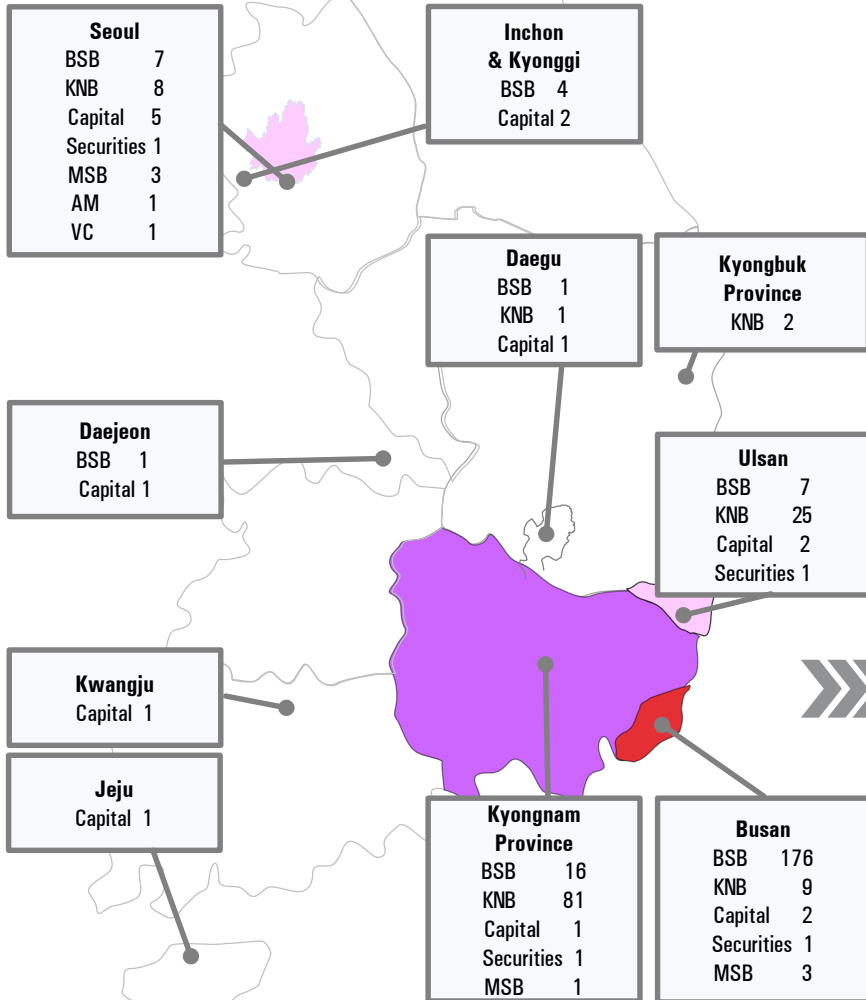 Seoul
BSB 7
KNB 8
Capital 5
Securities 1
MSB 3
AM 1
VC 1
Inchon
& Kyonggi
BSB 4
Capital 2
Daegu
BSB 1
KNB 1
Capital 1
Kyongbuk
Province
KNB 2
Daejeon
BSB 1
Capital 1
Ulsan
BSB 7
KNB 25
Capital 2
Securities 1
Kwangju
Capital 1
Jeju
Capital 1
Kyongnam
Province
BSB 16
KNB 81
Capital 1
Securities 1
MSB 1
Busan
BSB 176
KNB 9
Capital 2
Securities 1
MSB 3